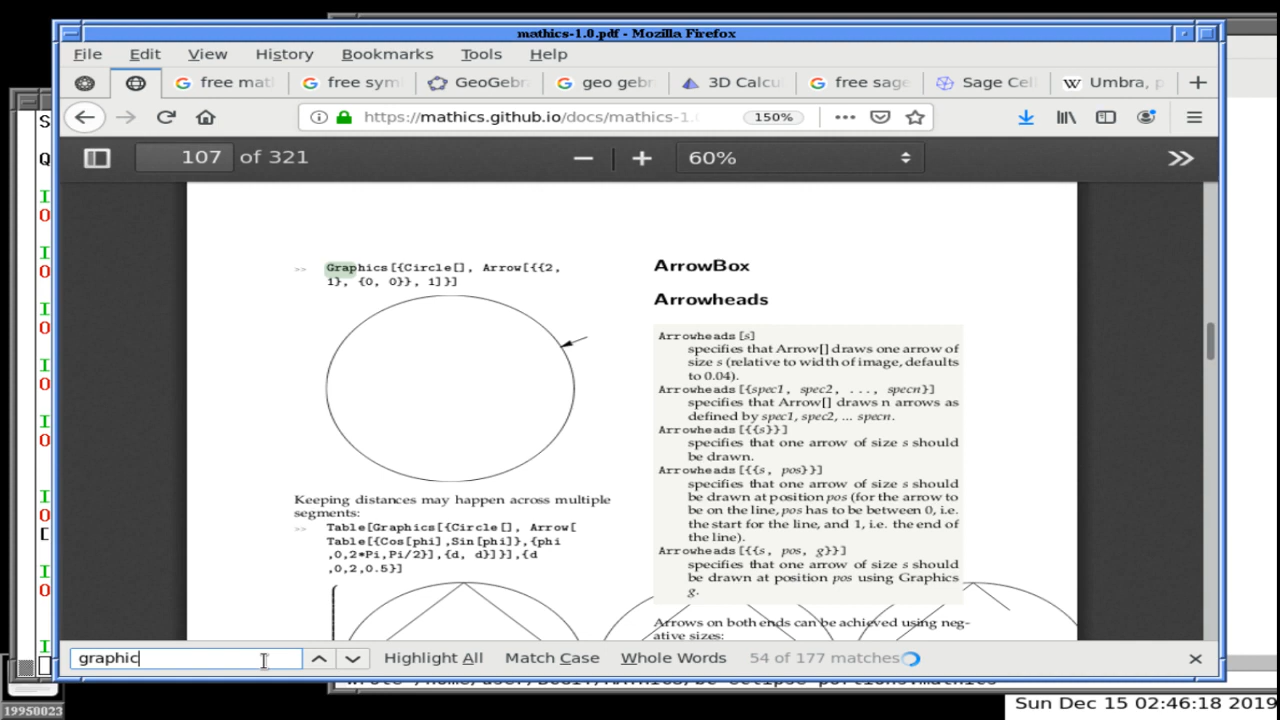 mathics-1.0.pdf - Mozilla Firefox
File Edit View History Bookmarks Tools Help
free mat free sym GeoGebr geo gebr 3D Calcu free sage Sage Cel Umbra, p
https://mathics.github.io/docs/mathics-1. 150%
107 of 321 60%
S
Q
I
O
I
O
I
O
I
O
I
O
I
O
[
I
O
I
>> Graphics[{Circle[], Arrow[{{2,
1}, {0, 0}}, 1]}]
Keeping distances may happen across multiple
segments:
>> Table[Graphics[{Circle[], Arrow[
Table[{Cos[phi],Sin[phi]},{phi
,0,2*Pi,Pi/2}],{d, d}]}],{d
,0,2,0.5}]
ArrowBox
Arrowheads
Arrowheads[s]
specifies that Arrow[] draws one arrow of
size s (relative to width of image, defaults
to 0.04).
Arrowheads[{spec1, spec2, ..., specn}]
specifies that Arrow[] draws n arrows as
defined by spec1, spec2, ... specn.
Arrowheads[{{s}}]
specifies that one arrow of size s should
be drawn.
Arrowheads[{{s, pos}}]
specifies that one arrow of size s should
be drawn at position pos (for the arrow to
be on the line, pos has to be between 0, i.e.
the start for the line, and 1, i.e. the end of
the line).
Arrowheads[{{s, pos, g}}]
specifies that one arrow of size s should
be drawn at position pos using Graphics
g.
Arrows on both ends can be achieved using neg-
ative sizes:
graphic Highlight All Match Case Whole Words 54 of 177 matches
19950023
Sun Dec 15 02:46:18 2019